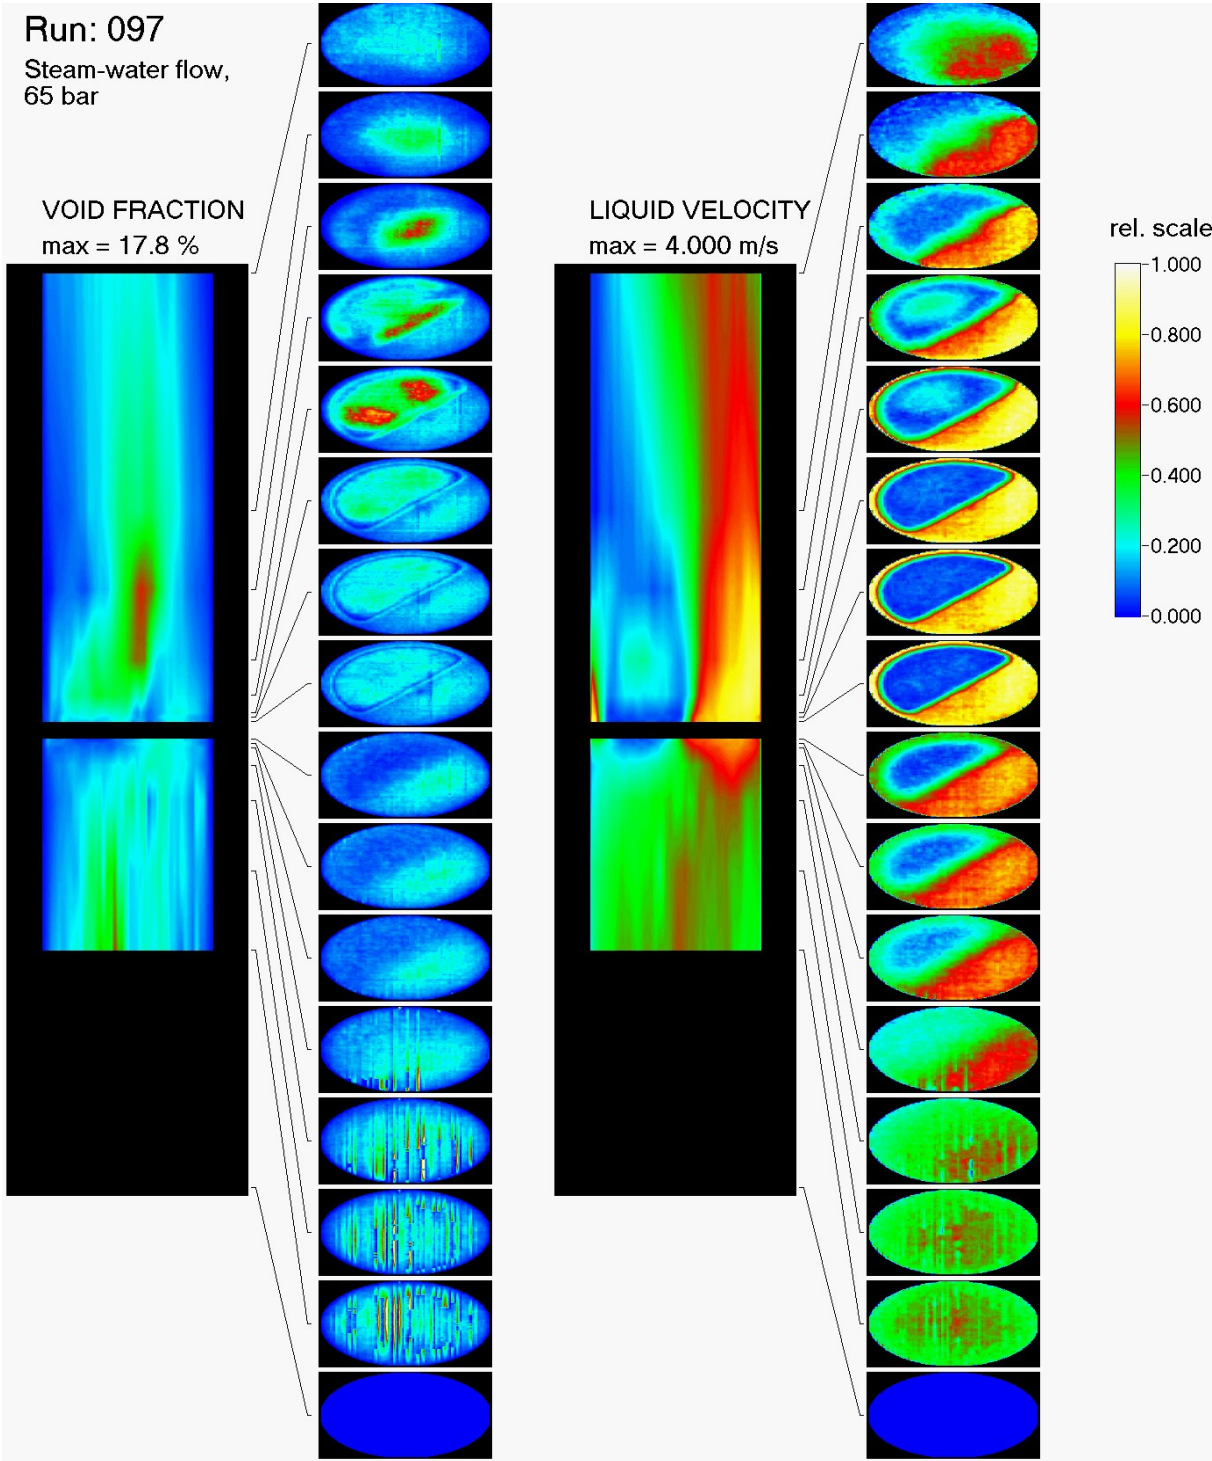 Run: 097
Steam-water flow,
65 bar
VOID FRACTION
max = 17.8 %
LIQUID VELOCITY
max = 4.000 m/s
rel. scale
1.000
0.800
0.600
0.400
0.200
0.000